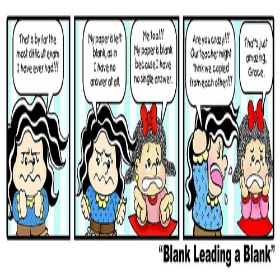 That is by far the
most difficult exam
I have ever had!!!
My paper is left
blank, as in
I have no
answer at all.
Me too!!!
My paper is blank
because I have
no single answer.
Are you crazy!!?
Our teacher might
think we copied
from each other!!!
That's just
amazing,
Grace.
"Blank Leading a Blank"